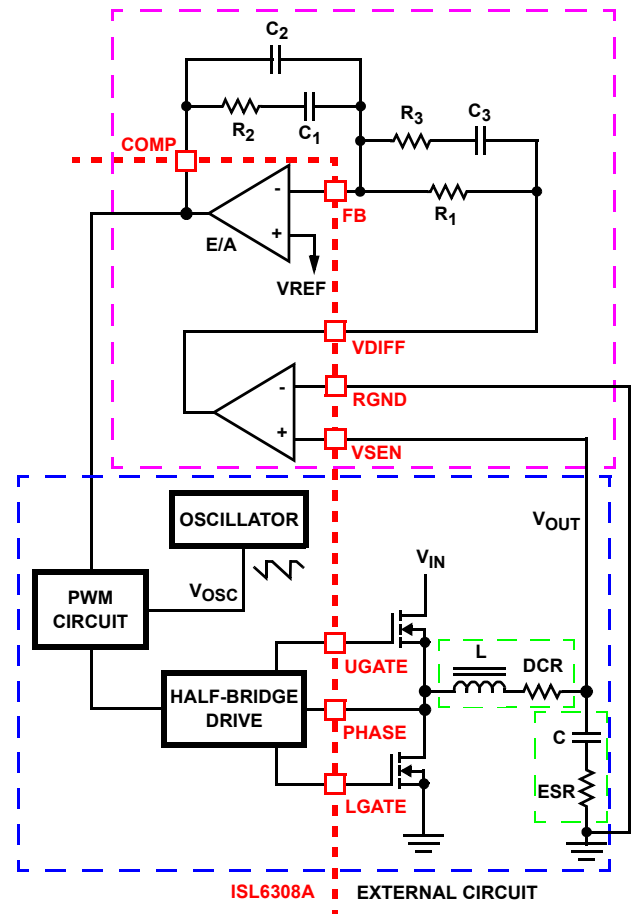 C2
R2
C1
R3
C3
COMP
-
FB
R1
E/A
+
VREF
VDIFF
-
RGND
+
VSEN
OSCILLATOR
VOUT
VIN
PWM
CIRCUIT
VOSC
UGATE
L
DCR
HALF-BRIDGE
DRIVE
PHASE
C
ESR
LGATE
ISL6308A
EXTERNAL CIRCUIT